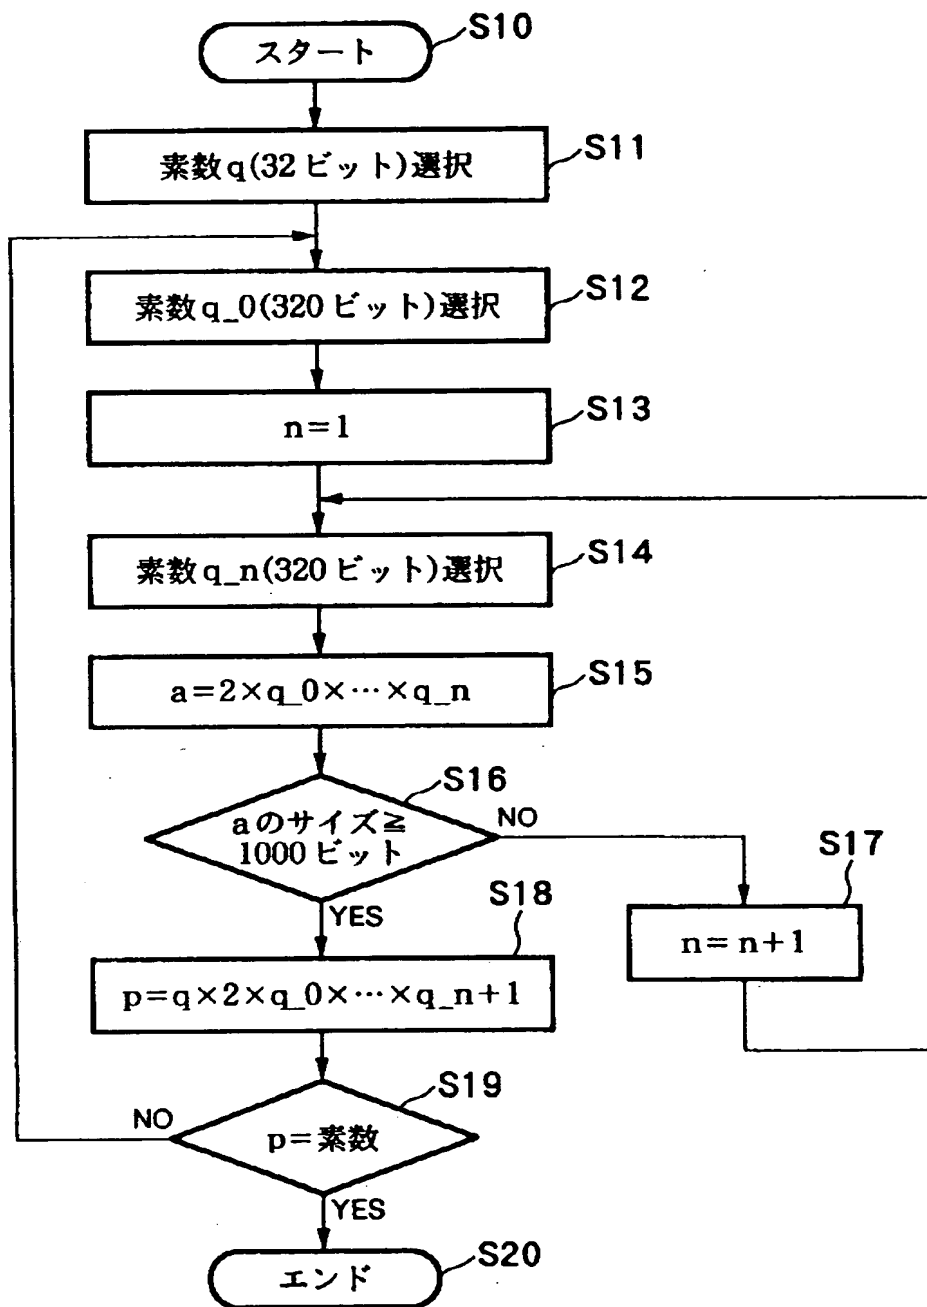 スタート
S10
素数q(32ビット)選択
S11
素数q_0(320ビット)選択
S12
n=1
S13
素数q_n(320ビット)選択
S14
a=2×q_0×…×q_n
S15
S16
aのサイズ≧
1000ビット
NO
YES
S17
n=n+1
S18
p=q×2×q_0×…×q_n+1
S19
p=素数
NO
YES
エンド
S20